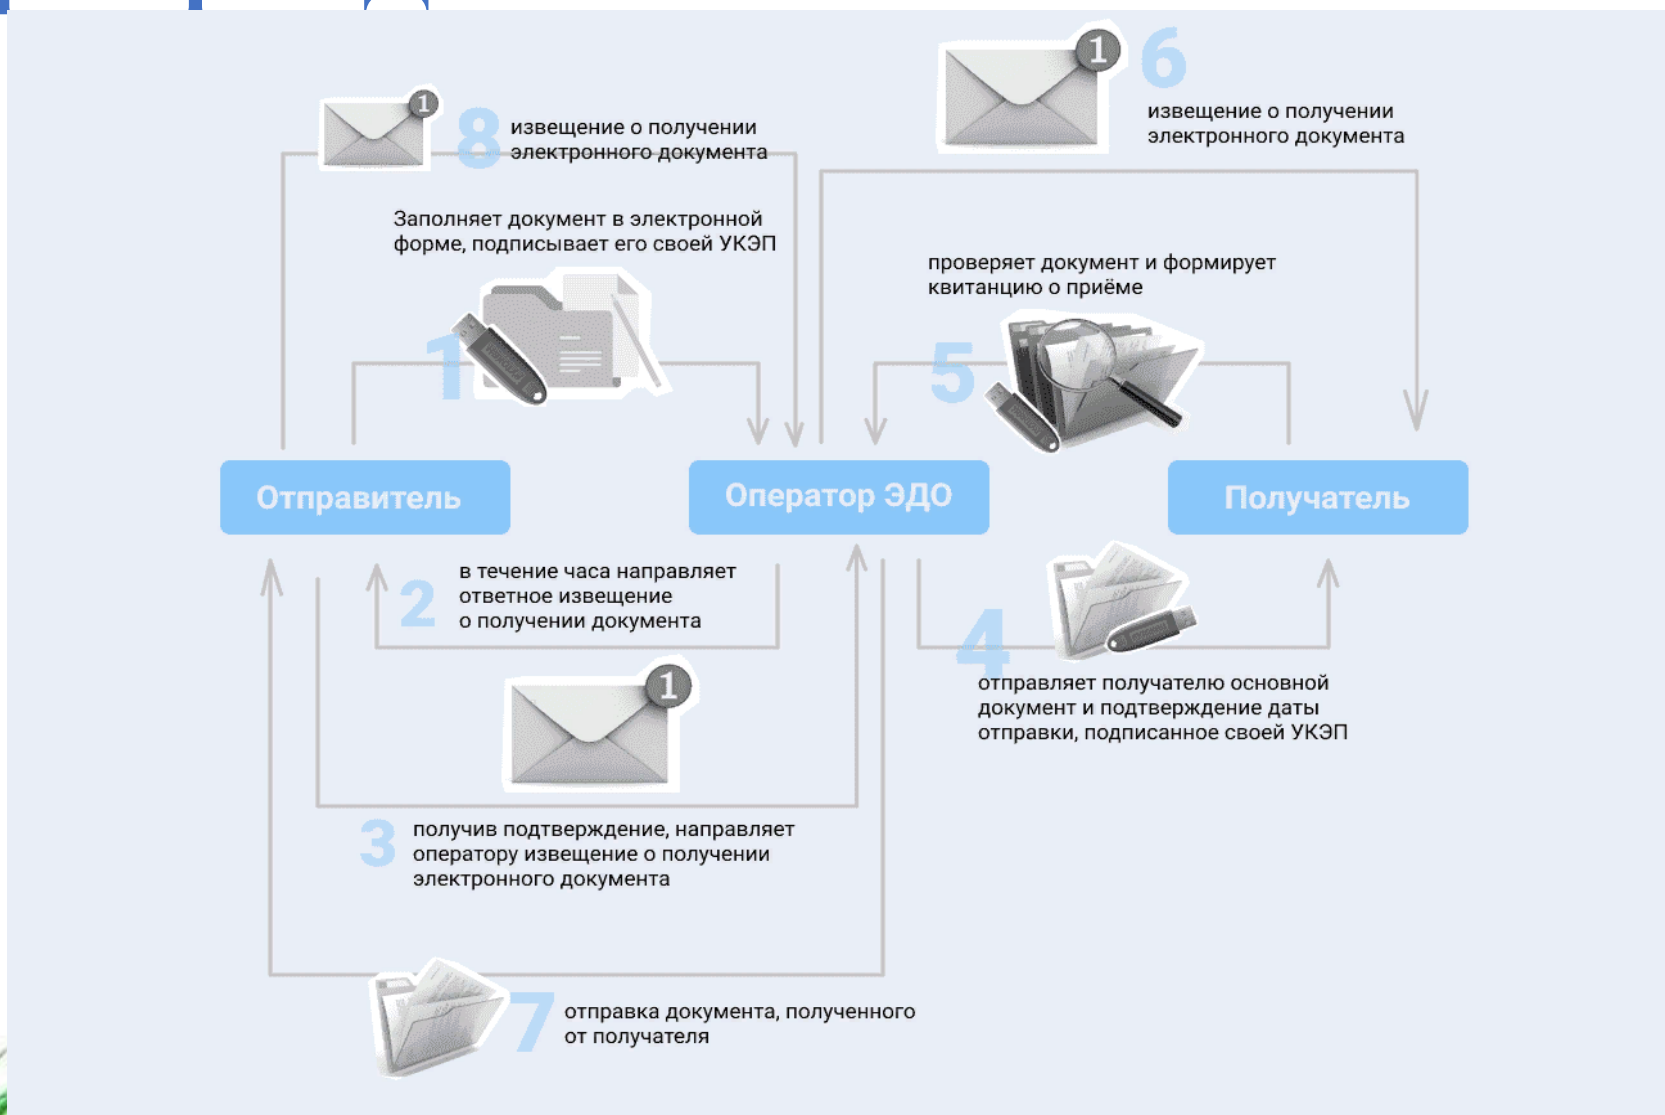 1
6
извещение о получении
электронного документа
1
8
извещение о получении
электронного документа
Заполняет документ в электронной
форме, подписывает его своей УКЭП
1
проверяет документ и формирует
квитанцию о приёме
5
Отправитель
Оператор ЭДО
Получатель
2
в течение часа направляет
ответное извещение
о получении документа
4
отправляет получателю основной
документ и подтверждение даты
отправки, подписанное своей УКЭП
1
3
получив подтверждение, направляет
оператору извещение о получении
электронного документа
7
отправка документа, полученного
от получателя